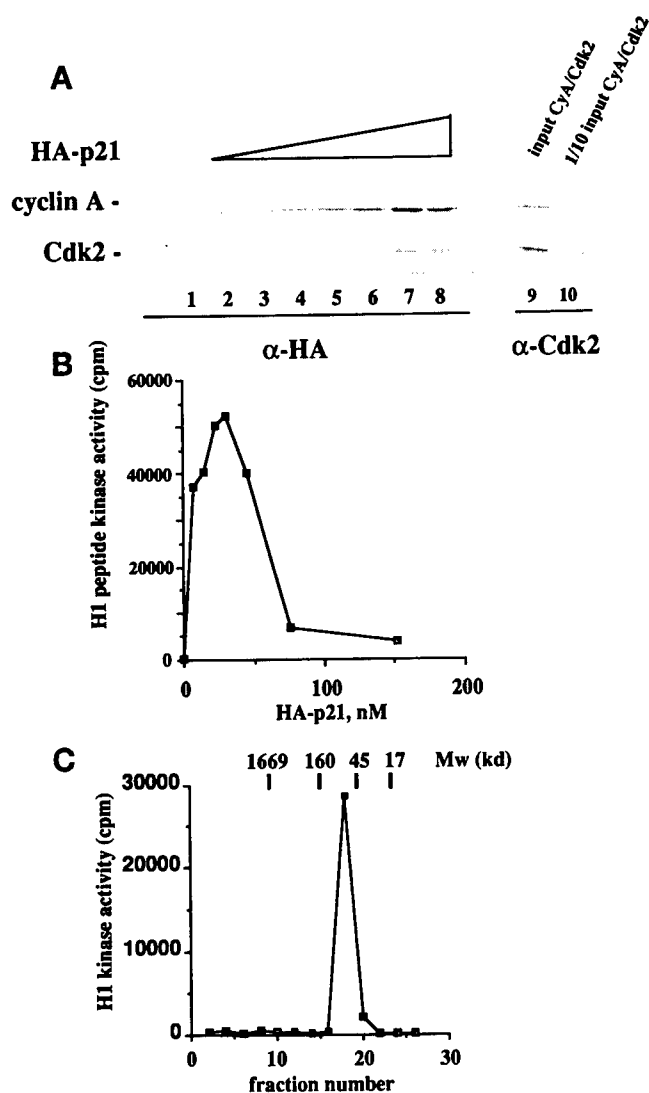 A
input CyA/Cdk2
1/10 input CyA/Cdk2
HA-p21
cyclin A -
Cdk2 -
1 2 3 4 5 6 7 8 9 10
α-HA
α-Cdk2
B
H1 peptide kinase activity (cpm)
60000
40000
20000
0
0 100 200
HA-p21, nM
C
1669 160 45 17 Mw (kd)
H1 kinase activity (cpm)
30000
20000
10000
0
0 10 20 30
fraction number